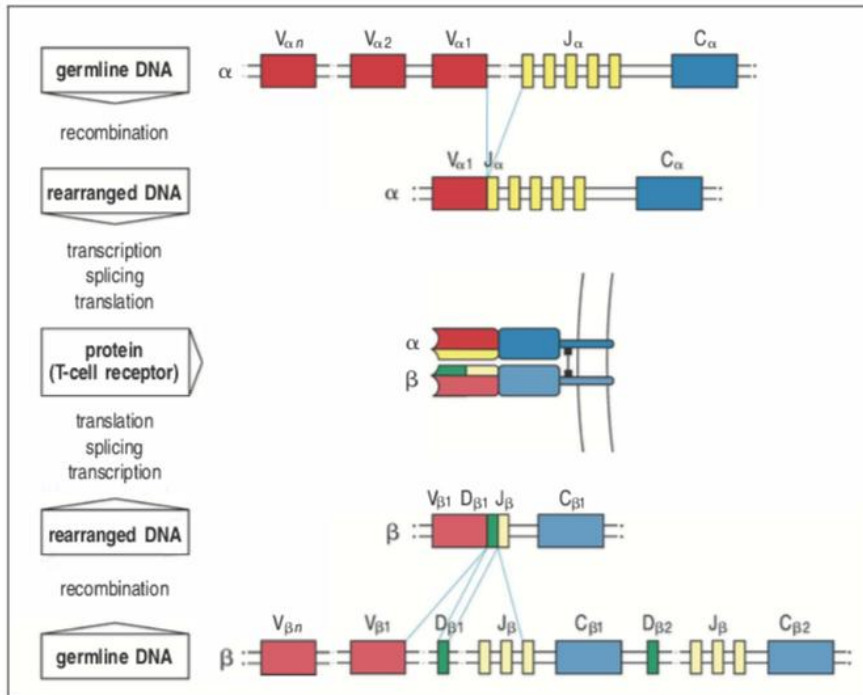 Vαn Vα2 Vα1 Jα Cα
germline DNA α
recombination
Vα1 Jα Cα
rearranged DNA α
transcription
splicing
translation
protein
(T-cell receptor)
α
β
translation
splicing
transcription
Vβ1 Dβ1 Jβ Cβ1
rearranged DNA β
recombination
Vβn Vβ1 Dβ1 Jβ Cβ1 Dβ2 Jβ Cβ2
germline DNA β